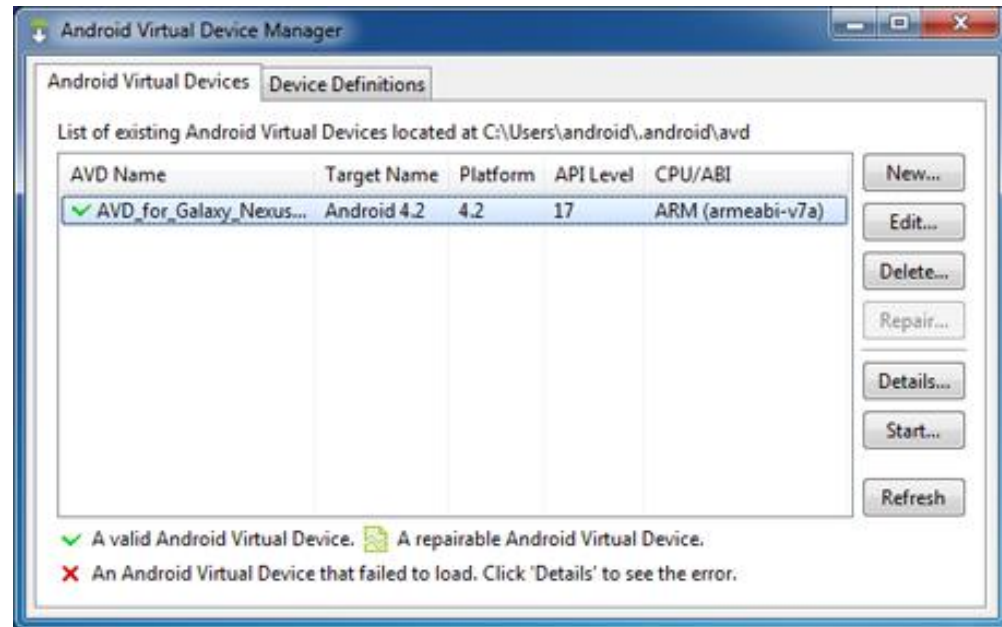 Android Virtual Device Manager
Android Virtual Devices Device Definitions
List of existing Android Virtual Devices located at C:\Users\android\.android\avd
AVD Name Target Name Platform API Level CPU/ABI
AVD_for_Galaxy_Nexus... Android 4.2 4.2 17 ARM (armeabi-v7a)
New...
Edit...
Delete...
Repair...
Details...
Start...
Refresh
A valid Android Virtual Device. A repairable Android Virtual Device.
An Android Virtual Device that failed to load. Click 'Details' to see the error.